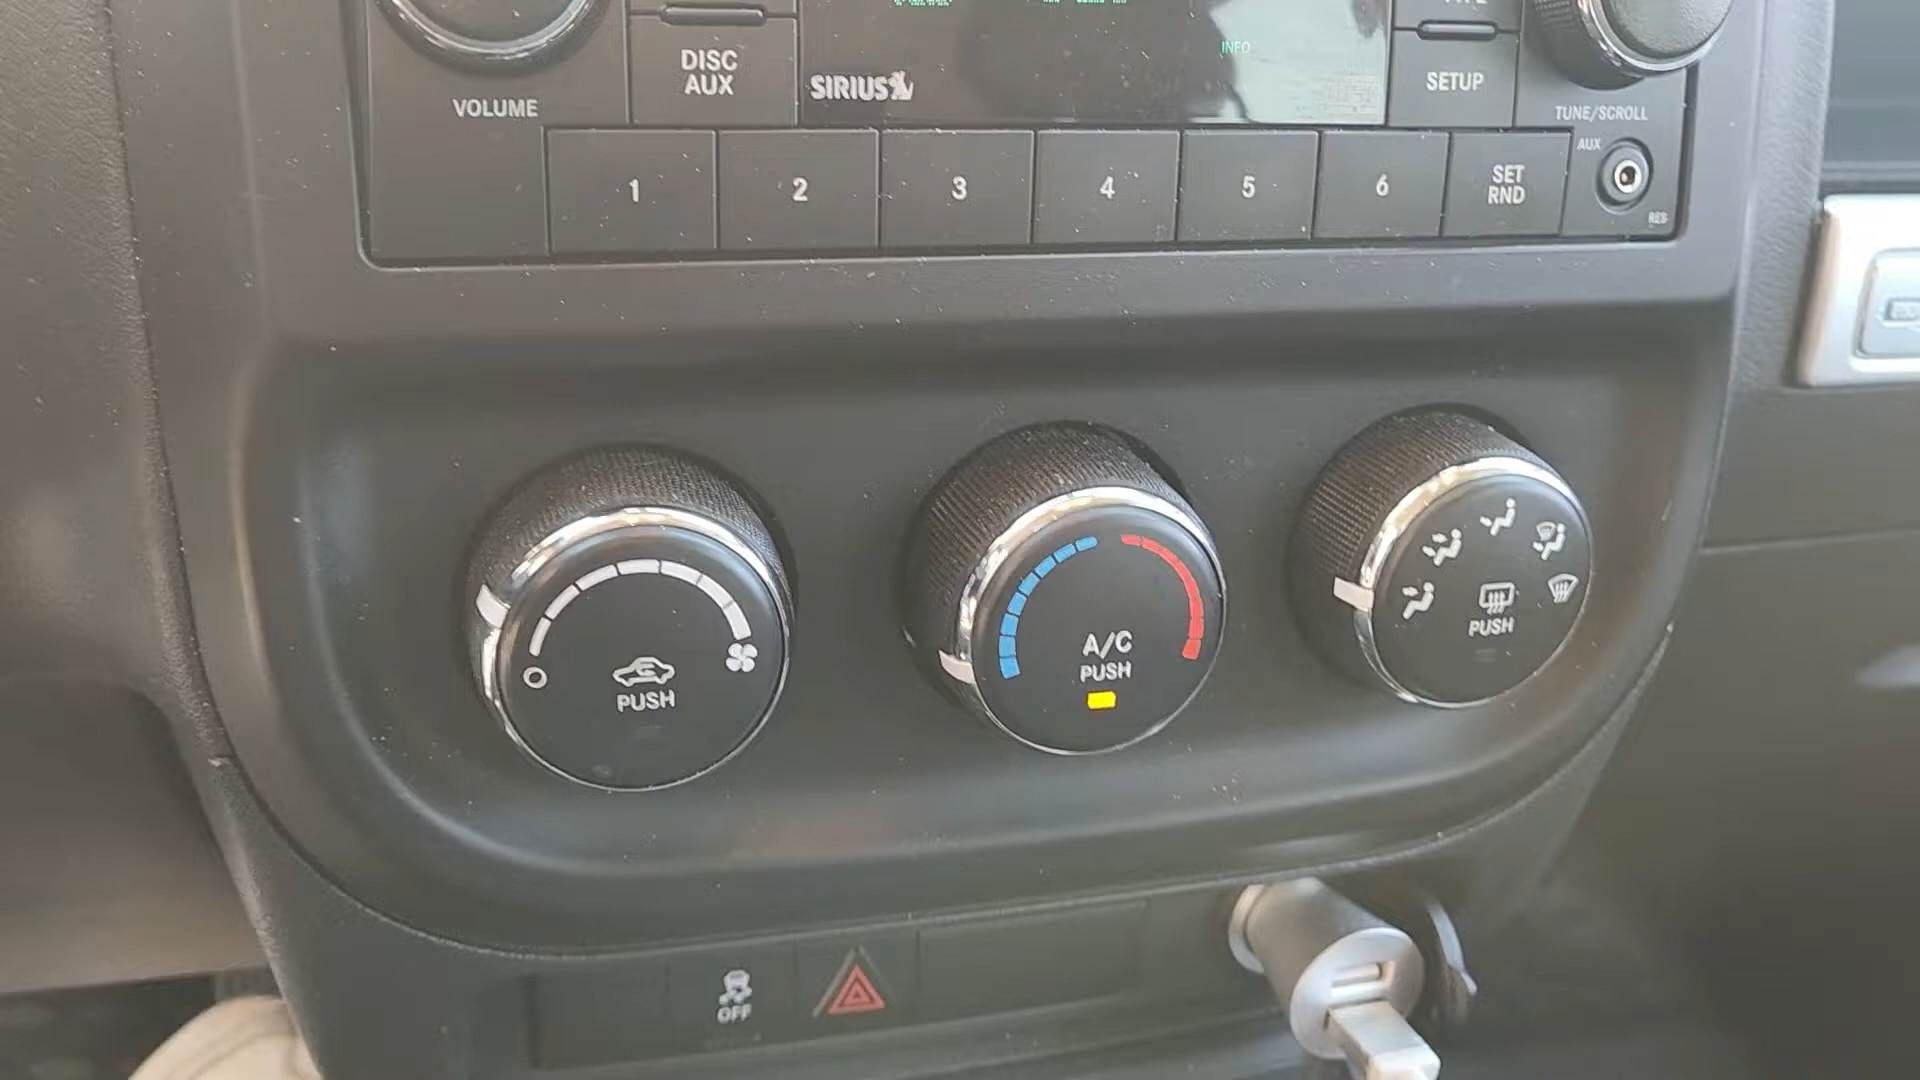 DISC
AUX
VOLUME
SIRIUS
INFO
SETUP
TUNE/SCROLL
AUX
1
2
3
4
5
6
SET
RND
RES
PUSH
A/C
PUSH
PUSH
OFF